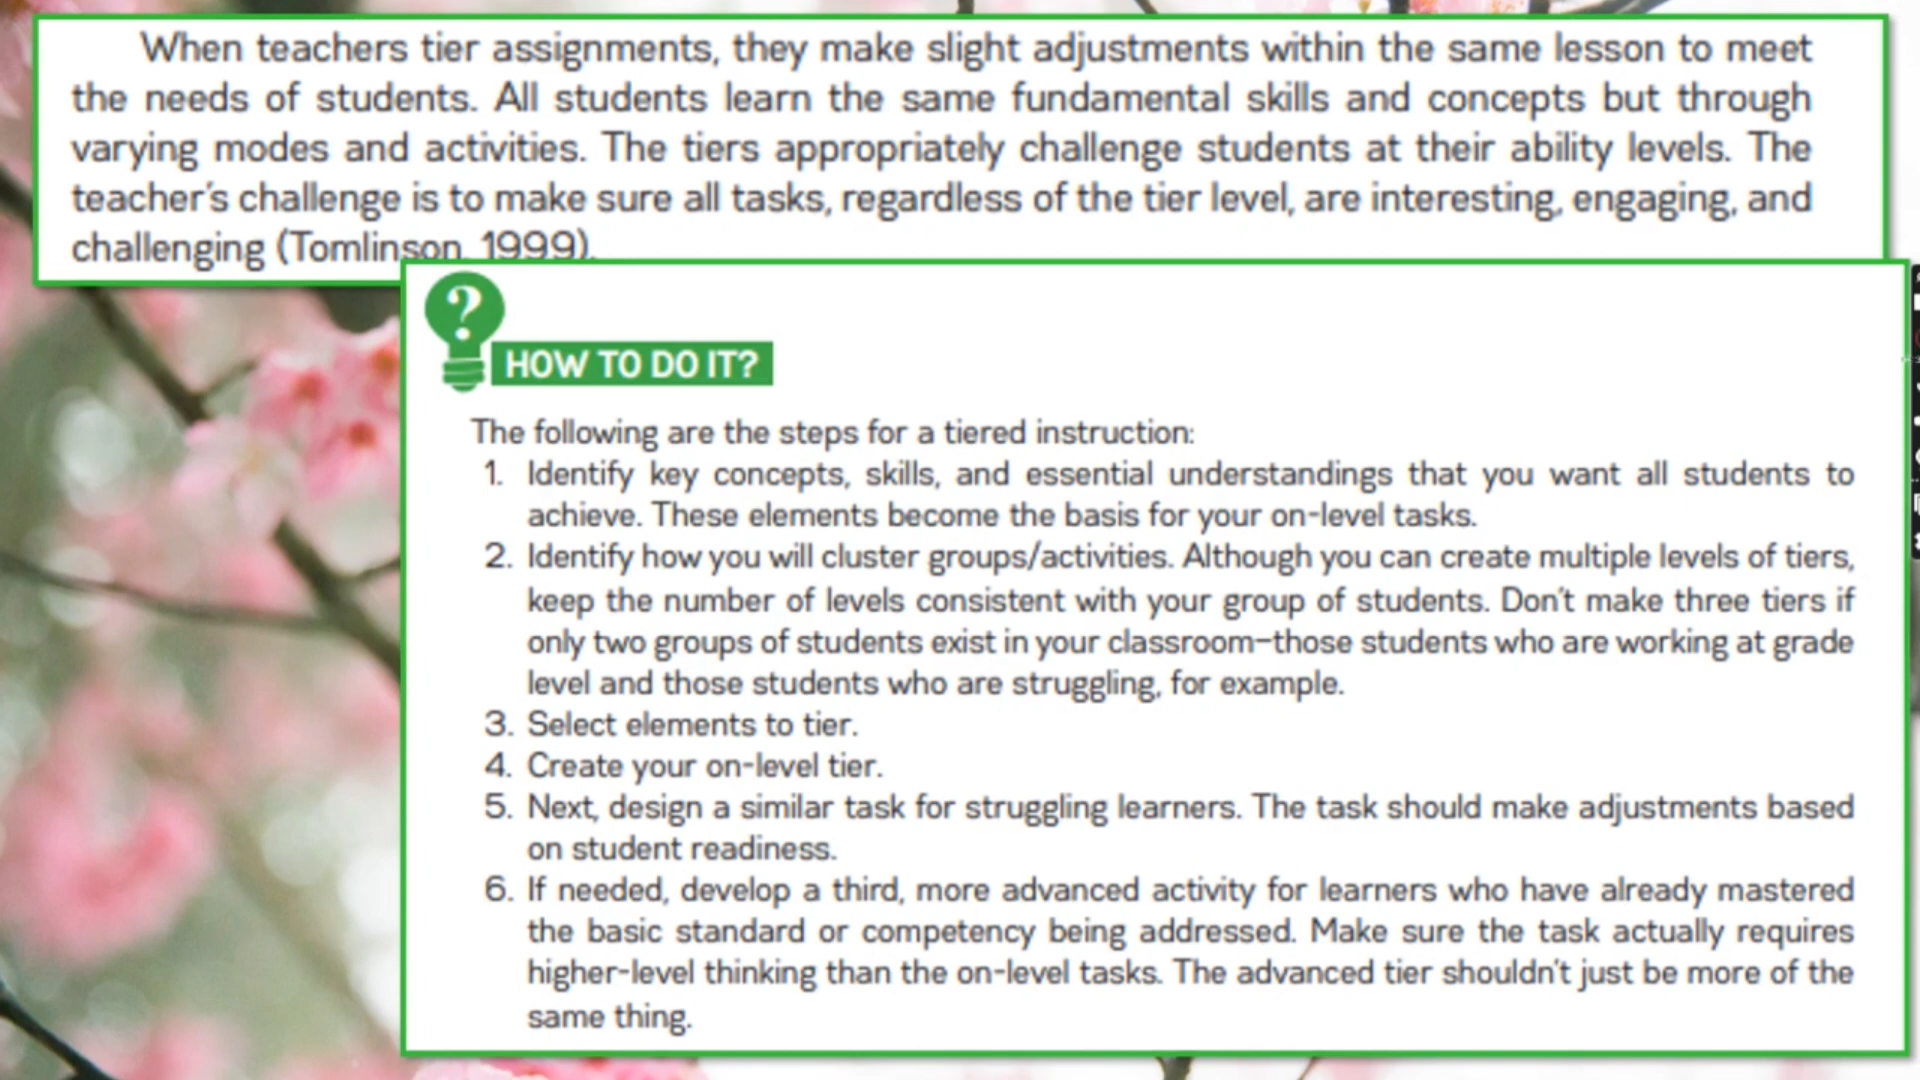 When teachers tier assignments, they make slight adjustments within the same lesson to meet
the needs of students. All students learn the same fundamental skills and concepts but through
varying modes and activities. The tiers appropriately challenge students at their ability levels. The
teacher's challenge is to make sure all tasks, regardless of the tier level, are interesting, engaging, and
challenging (Tomlinson, 1999).
?
HOW TO DO IT?
The following are the steps for a tiered instruction:
1. Identify key concepts, skills, and essential understandings that you want all students to
achieve. These elements become the basis for your on-level tasks.
2. Identify how you will cluster groups/activities. Although you can create multiple levels of tiers,
keep the number of levels consistent with your group of students. Don't make three tiers if
only two groups of students exist in your classroom—those students who are working at grade
level and those students who are struggling, for example.
3. Select elements to tier.
4. Create your on-level tier.
5. Next, design a similar task for struggling learners. The task should make adjustments based
on student readiness.
6. If needed, develop a third, more advanced activity for learners who have already mastered
the basic standard or competency being addressed. Make sure the task actually requires
higher-level thinking than the on-level tasks. The advanced tier shouldn't just be more of the
same thing.